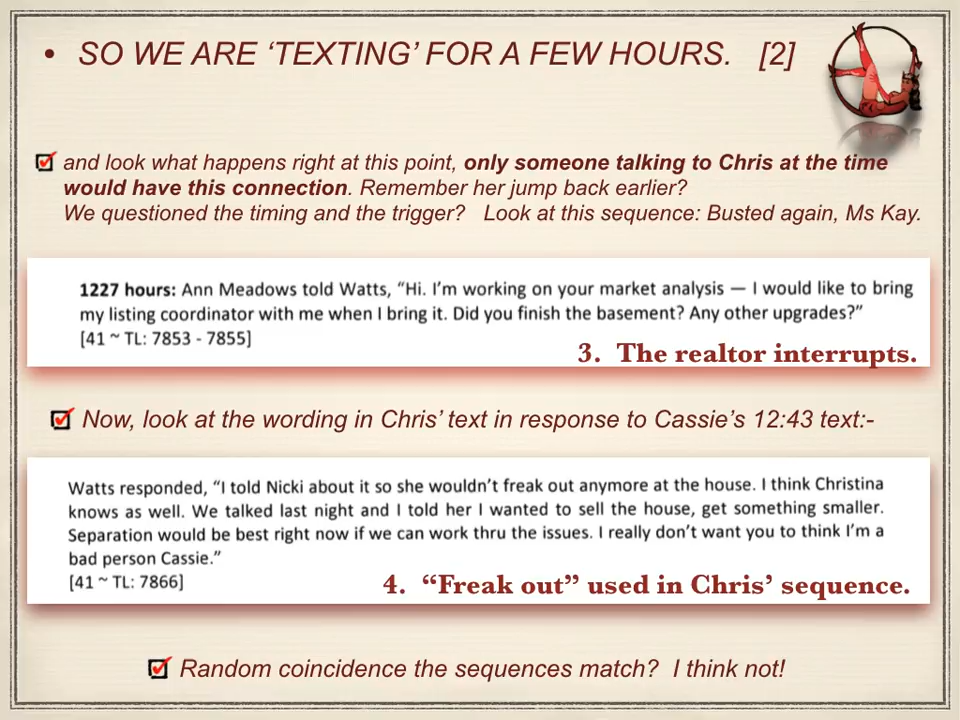 • SO WE ARE ‘TEXTING’ FOR A FEW HOURS. [2]
and look what happens right at this point, only someone talking to Chris at the time
would have this connection. Remember her jump back earlier?
We questioned the timing and the trigger? Look at this sequence: Busted again, Ms Kay.
1227 hours: Ann Meadows told Watts, “Hi. I’m working on your market analysis — I would like to bring
my listing coordinator with me when I bring it. Did you finish the basement? Any other upgrades?”
[41 ~ TL: 7853 - 7855]
3. The realtor interrupts.
Now, look at the wording in Chris’ text in response to Cassie’s 12:43 text:-
Watts responded, “I told Nicki about it so she wouldn’t freak out anymore at the house. I think Christina
knows as well. We talked last night and I told her I wanted to sell the house, get something smaller.
Separation would be best right now if we can work thru the issues. I really don’t want you to think I’m a
bad person Cassie.”
[41 ~ TL: 7866]
4. “Freak out” used in Chris’ sequence.
Random coincidence the sequences match? I think not!